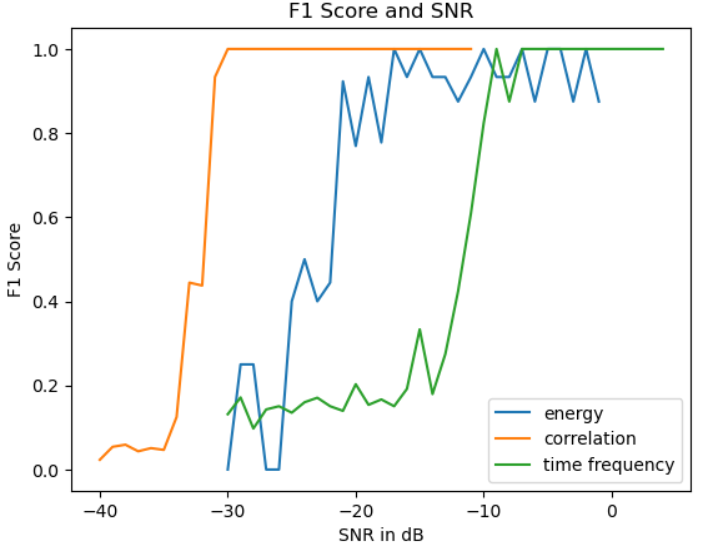 F1 Score and SNR
F1 Score
1.0
0.8
0.6
0.4
0.2
0.0
energy
correlation
time frequency
−40
−30
−20
−10
0
SNR in dB